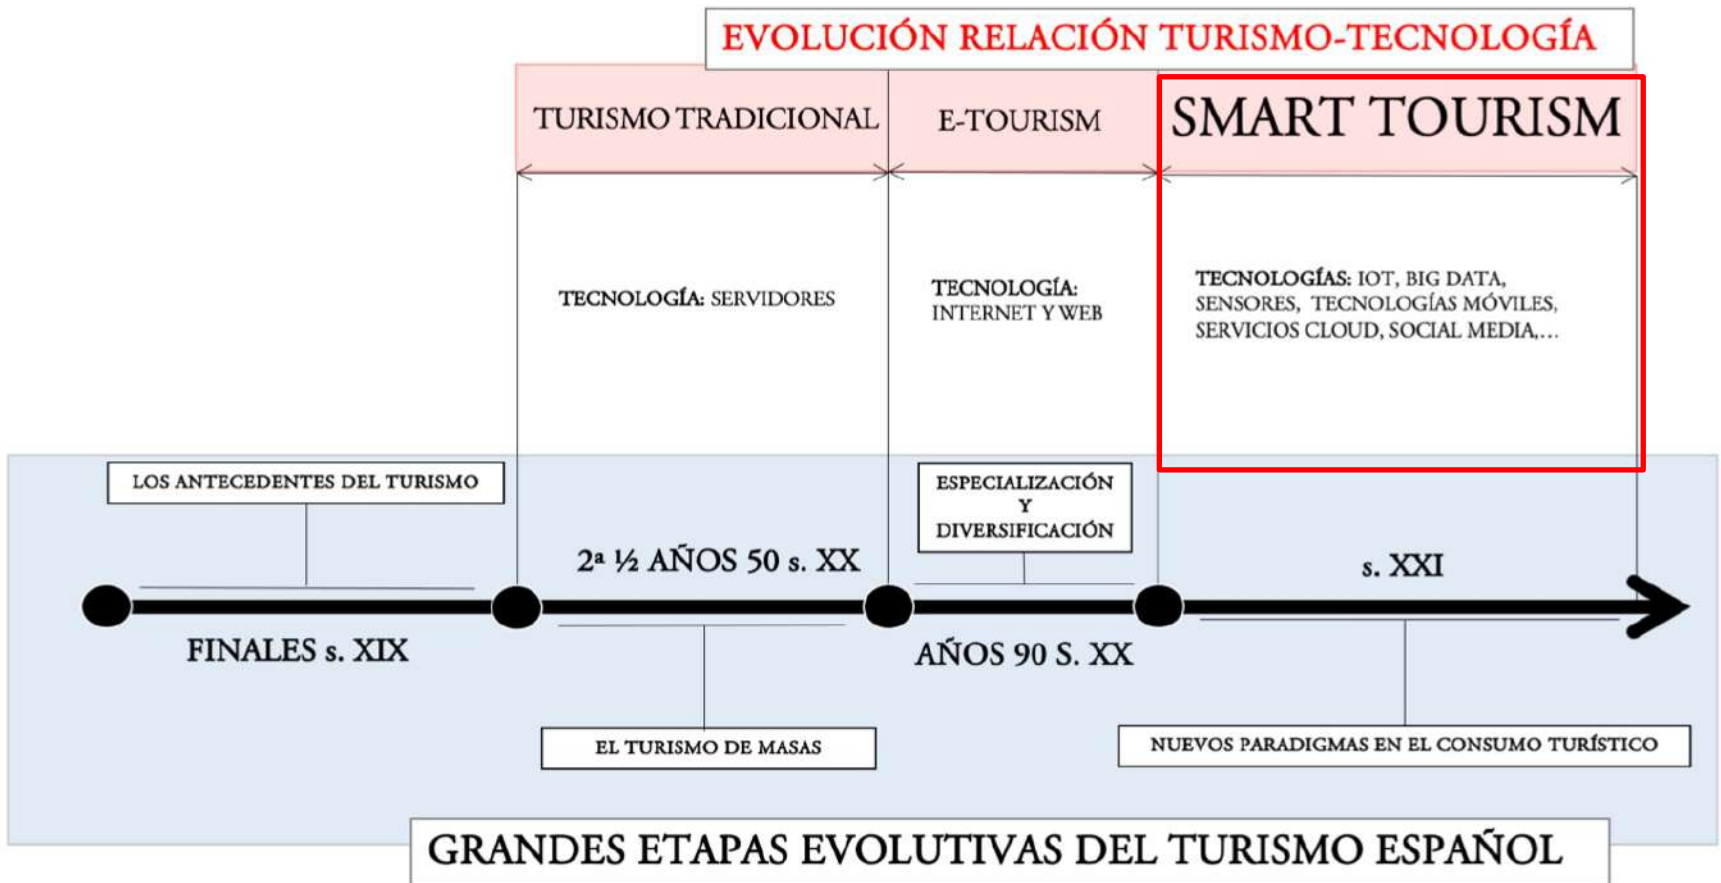 EVOLUCIÓN RELACIÓN TURISMO-TECNOLOGÍA
TURISMO TRADICIONAL
E-TOURISM
SMART TOURISM
TECNOLOGÍA: SERVIDORES
TECNOLOGÍA:
INTERNET Y WEB
TECNOLOGÍAS: IOT, BIG DATA,
SENSORES, TECNOLOGÍAS MÓVILES,
SERVICIOS CLOUD, SOCIAL MEDIA,…
LOS ANTECEDENTES DEL TURISMO
ESPECIALIZACIÓN
Y
DIVERSIFICACIÓN
2ª ½ AÑOS 50 s. XX
s. XXI
FINALES s. XIX
AÑOS 90 S. XX
EL TURISMO DE MASAS
NUEVOS PARADIGMAS EN EL CONSUMO TURÍSTICO
GRANDES ETAPAS EVOLUTIVAS DEL TURISMO ESPAÑOL